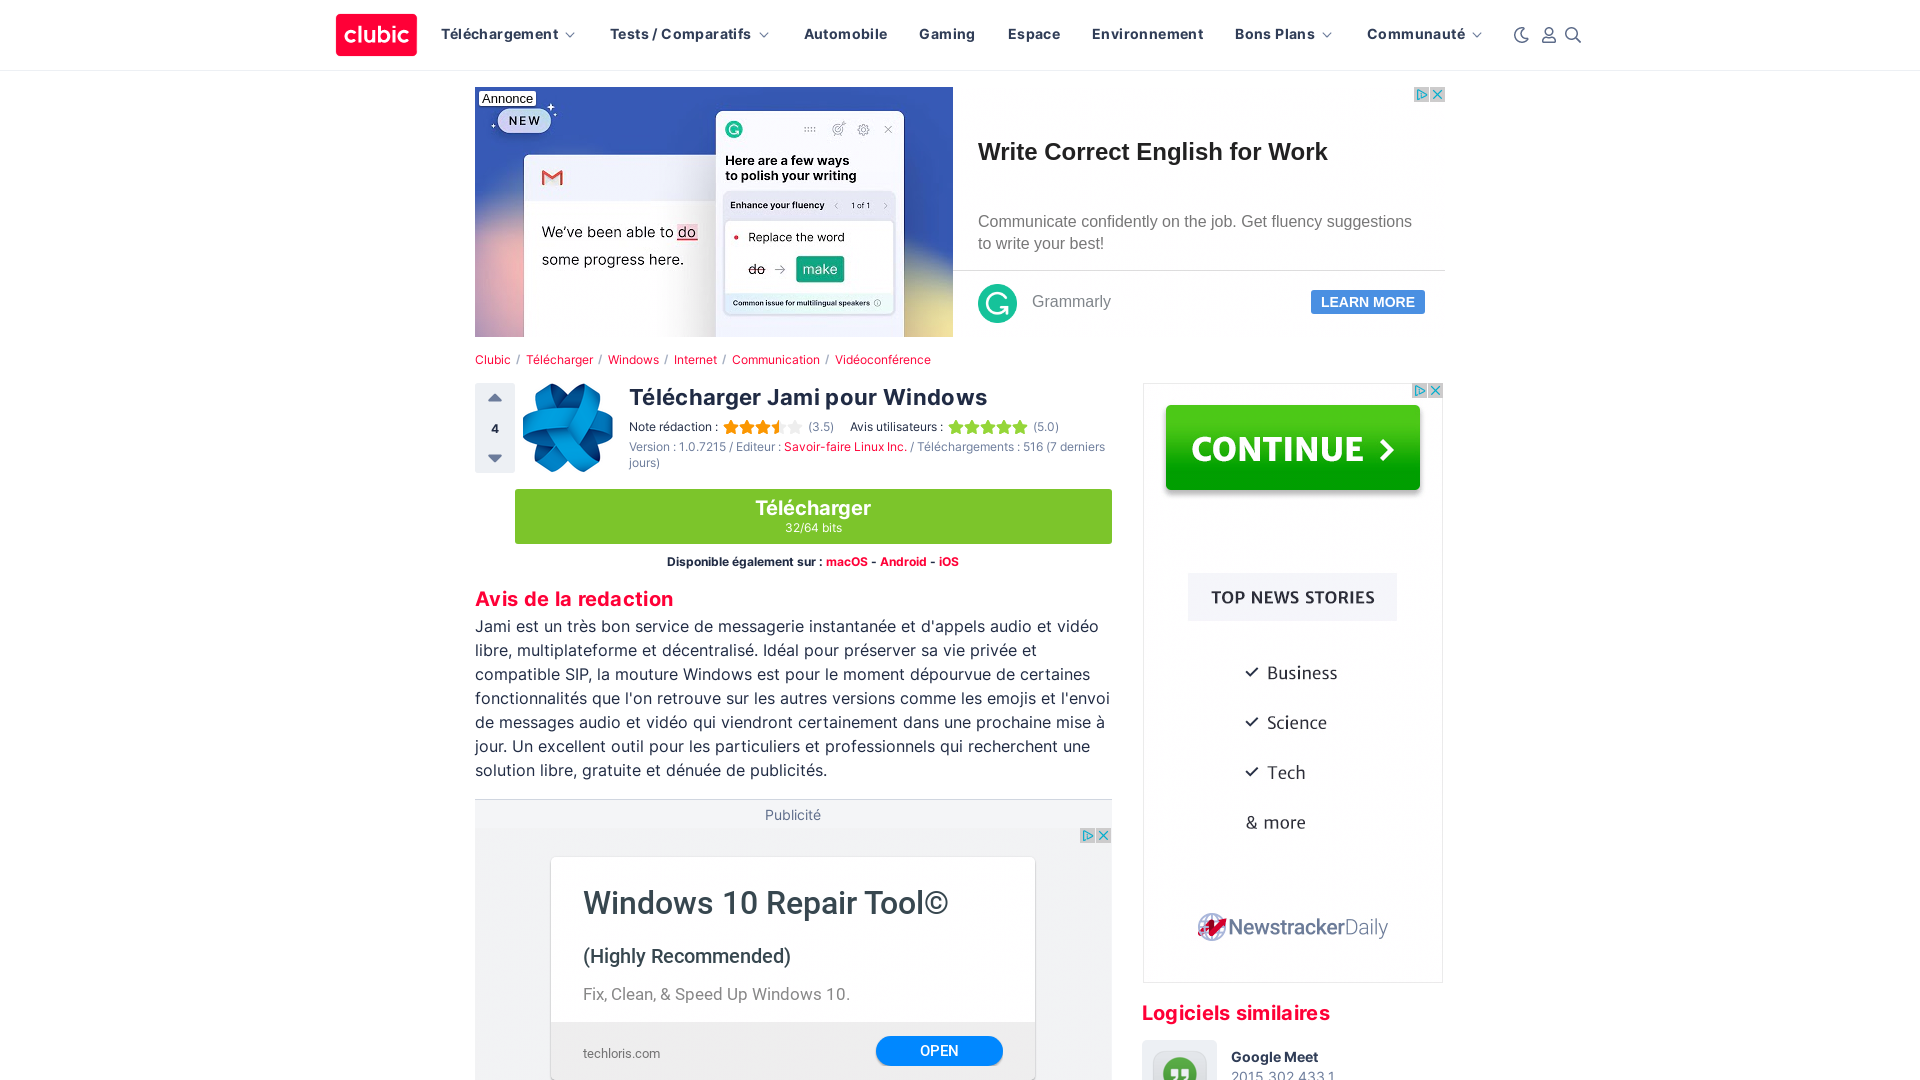 clubic
Téléchargement
Tests / Comparatifs
Automobile
Gaming
Espace
Environnement
Bons Plans
Communauté
Annonce
NEW
We've been able to do
some progress here.
Here are a few ways
to polish your writing
Enhance your fluency
1 of 1
Replace the word
do → make
Common issue for multilingual speakers
Write Correct English for Work
Communicate confidently on the job. Get fluency suggestions
to write your best!
Grammarly
LEARN MORE
Clubic / Télécharger / Windows / Internet / Communication / Vidéoconférence
4
Télécharger Jami pour Windows
Note rédaction : (3.5) Avis utilisateurs : (5.0)
Version : 1.0.7215 / Editeur : Savoir-faire Linux Inc. / Téléchargements : 516 (7 derniers
jours)
Télécharger
32/64 bits
Disponible également sur : macOS - Android - iOS
Avis de la redaction
Jami est un très bon service de messagerie instantanée et d'appels audio et vidéo
libre, multiplateforme et décentralisé. Idéal pour préserver sa vie privée et
compatible SIP, la mouture Windows est pour le moment dépourvue de certaines
fonctionnalités que l'on retrouve sur les autres versions comme les emojis et l'envoi
de messages audio et vidéo qui viendront certainement dans une prochaine mise à
jour. Un excellent outil pour les particuliers et professionnels qui recherchent une
solution libre, gratuite et dénuée de publicités.
Publicité
Windows 10 Repair Tool©
(Highly Recommended)
Fix, Clean, & Speed Up Windows 10.
techloris.com
OPEN
CONTINUE
TOP NEWS STORIES
Business
Science
Tech
& more
NewstrackerDaily
Logiciels similaires
Google Meet
2015.302.433.1